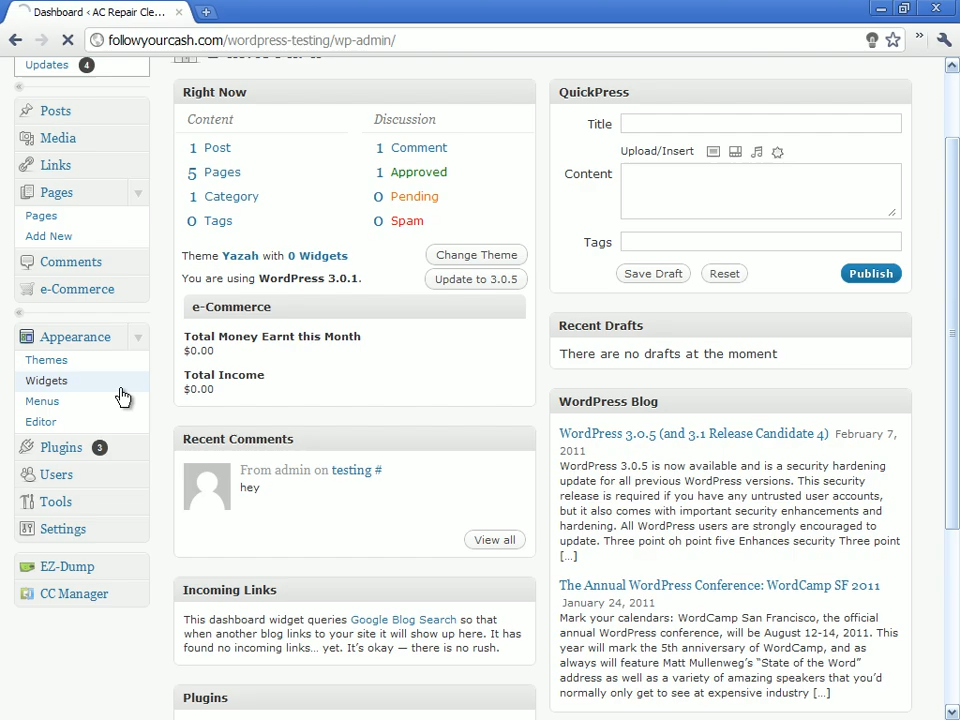 Dashboard ‹ AC Repair Cle...
followyourcash.com/wordpress-testing/wp-admin/
Updates 4
Posts
Media
Links
Pages
Pages
Add New
Comments
e-Commerce
Appearance
Themes
Widgets
Menus
Editor
Plugins 3
Users
Tools
Settings
EZ-Dump
CC Manager
Right Now
Content
Discussion
1 Post
1 Comment
5 Pages
1 Approved
1 Category
0 Pending
0 Tags
0 Spam
Theme Yazah with 0 Widgets
Change Theme
You are using WordPress 3.0.1.
Update to 3.0.5
e-Commerce
Total Money Earnt this Month
$0.00
Total Income
$0.00
Recent Comments
From admin on testing #
hey
View all
Incoming Links
This dashboard widget queries Google Blog Search so that
when another blog links to your site it will show up here. It has
found no incoming links... yet. It's okay — there is no rush.
Plugins
QuickPress
Title
Upload/Insert
Content
Tags
Save Draft
Reset
Publish
Recent Drafts
There are no drafts at the moment
WordPress Blog
WordPress 3.0.5 (and 3.1 Release Candidate 4) February 7,
2011
WordPress 3.0.5 is now available and is a security hardening
update for all previous WordPress versions. This security
release is required if you have any untrusted user accounts,
but it also comes with important security enhancements and
hardening. All WordPress users are strongly encouraged to
update. Three point oh point five Enhances security Three point
[...]
The Annual WordPress Conference: WordCamp SF 2011
January 24, 2011
Mark your calendars: WordCamp San Francisco, the official
annual WordPress conference, will be August 12-14, 2011. This
year will mark the 5th anniversary of WordCamp, and as
always will feature Matt Mullenweg's "State of the Word"
address as well as a variety of amazing speakers that you'd
normally only get to see at expensive industry [...]